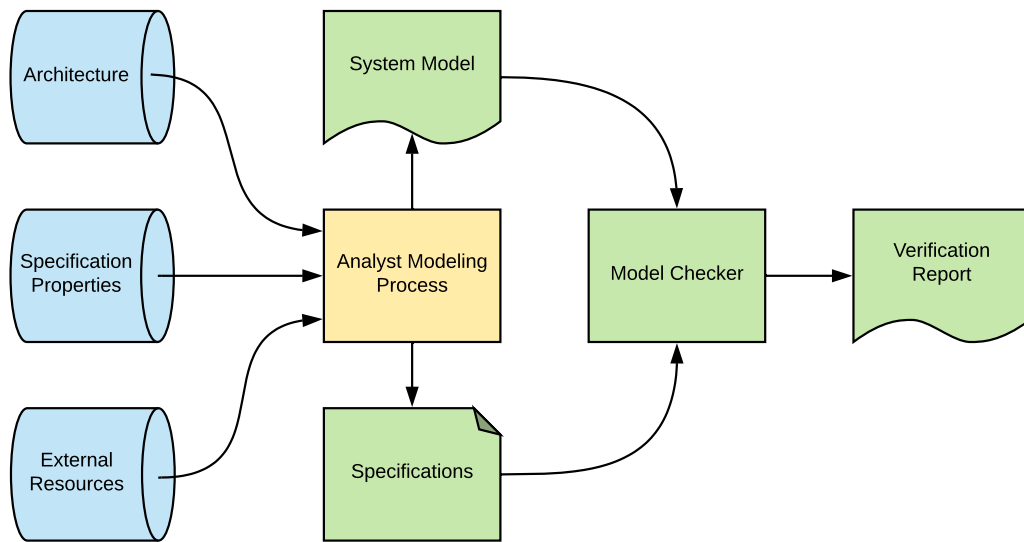 Architecture
System Model
Specification
Properties
Analyst Modeling
Process
Model Checker
Verification
Report
External
Resources
Specifications